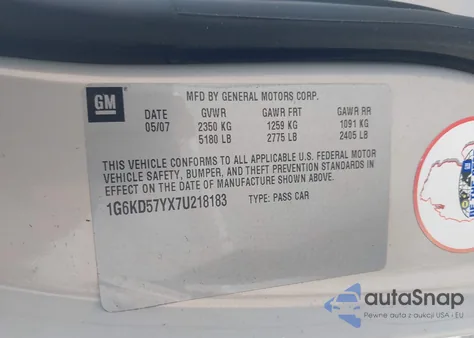 GM
MFD BY GENERAL MOTORS CORP.
DATE GVWR GAWR FRT GAWR RR
05/07 2350 KG 1259 KG 1091 KG
5180 LB 2775 LB 2405 LB
THIS VEHICLE CONFORMS TO ALL APPLICABLE U.S. FEDERAL MOTOR
VEHICLE SAFETY, BUMPER, AND THEFT PREVENTION STANDARDS IN
EFFECT ON THE DATE OF MANUFACTURE SHOWN ABOVE.
1G6KD57YX7U218183 TYPE: PASS CAR
autoSnap
Pewne auta z aukcji USA - EU